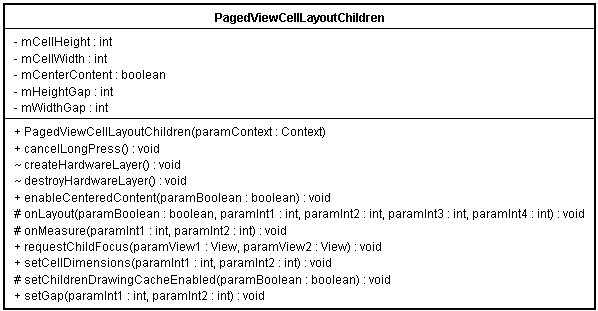 PagedViewCellLayoutChildren
- mCellHeight : int
- mCellWidth : int
- mCenterContent : boolean
- mHeightGap : int
- mWidthGap : int
+ PagedViewCellLayoutChildren(paramContext : Context)
+ cancelLongPress() : void
~ createHardwareLayer() : void
~ destroyHardwareLayer() : void
+ enableCenteredContent(paramBoolean : boolean) : void
# onLayout(paramBoolean : boolean, paramInt1 : int, paramInt2 : int, paramInt3 : int, paramInt4 : int) : void
# onMeasure(paramInt1 : int, paramInt2 : int) : void
+ requestChildFocus(paramView1 : View, paramView2 : View) : void
+ setCellDimensions(paramInt1 : int, paramInt2 : int) : void
# setChildrenDrawingCacheEnabled(paramBoolean : boolean) : void
+ setGap(paramInt1 : int, paramInt2 : int) : void